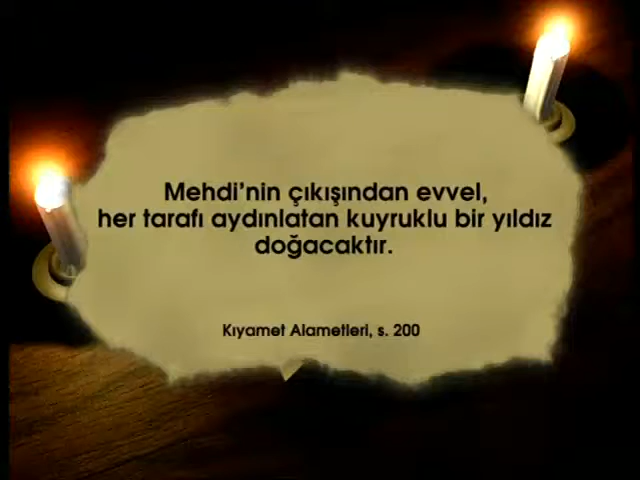 Mehdi'nin çıkışından evvel,
her tarafı aydınlatan kuyruklu bir yıldız
doğacaktır.
Kıyamet Alametleri, s. 200